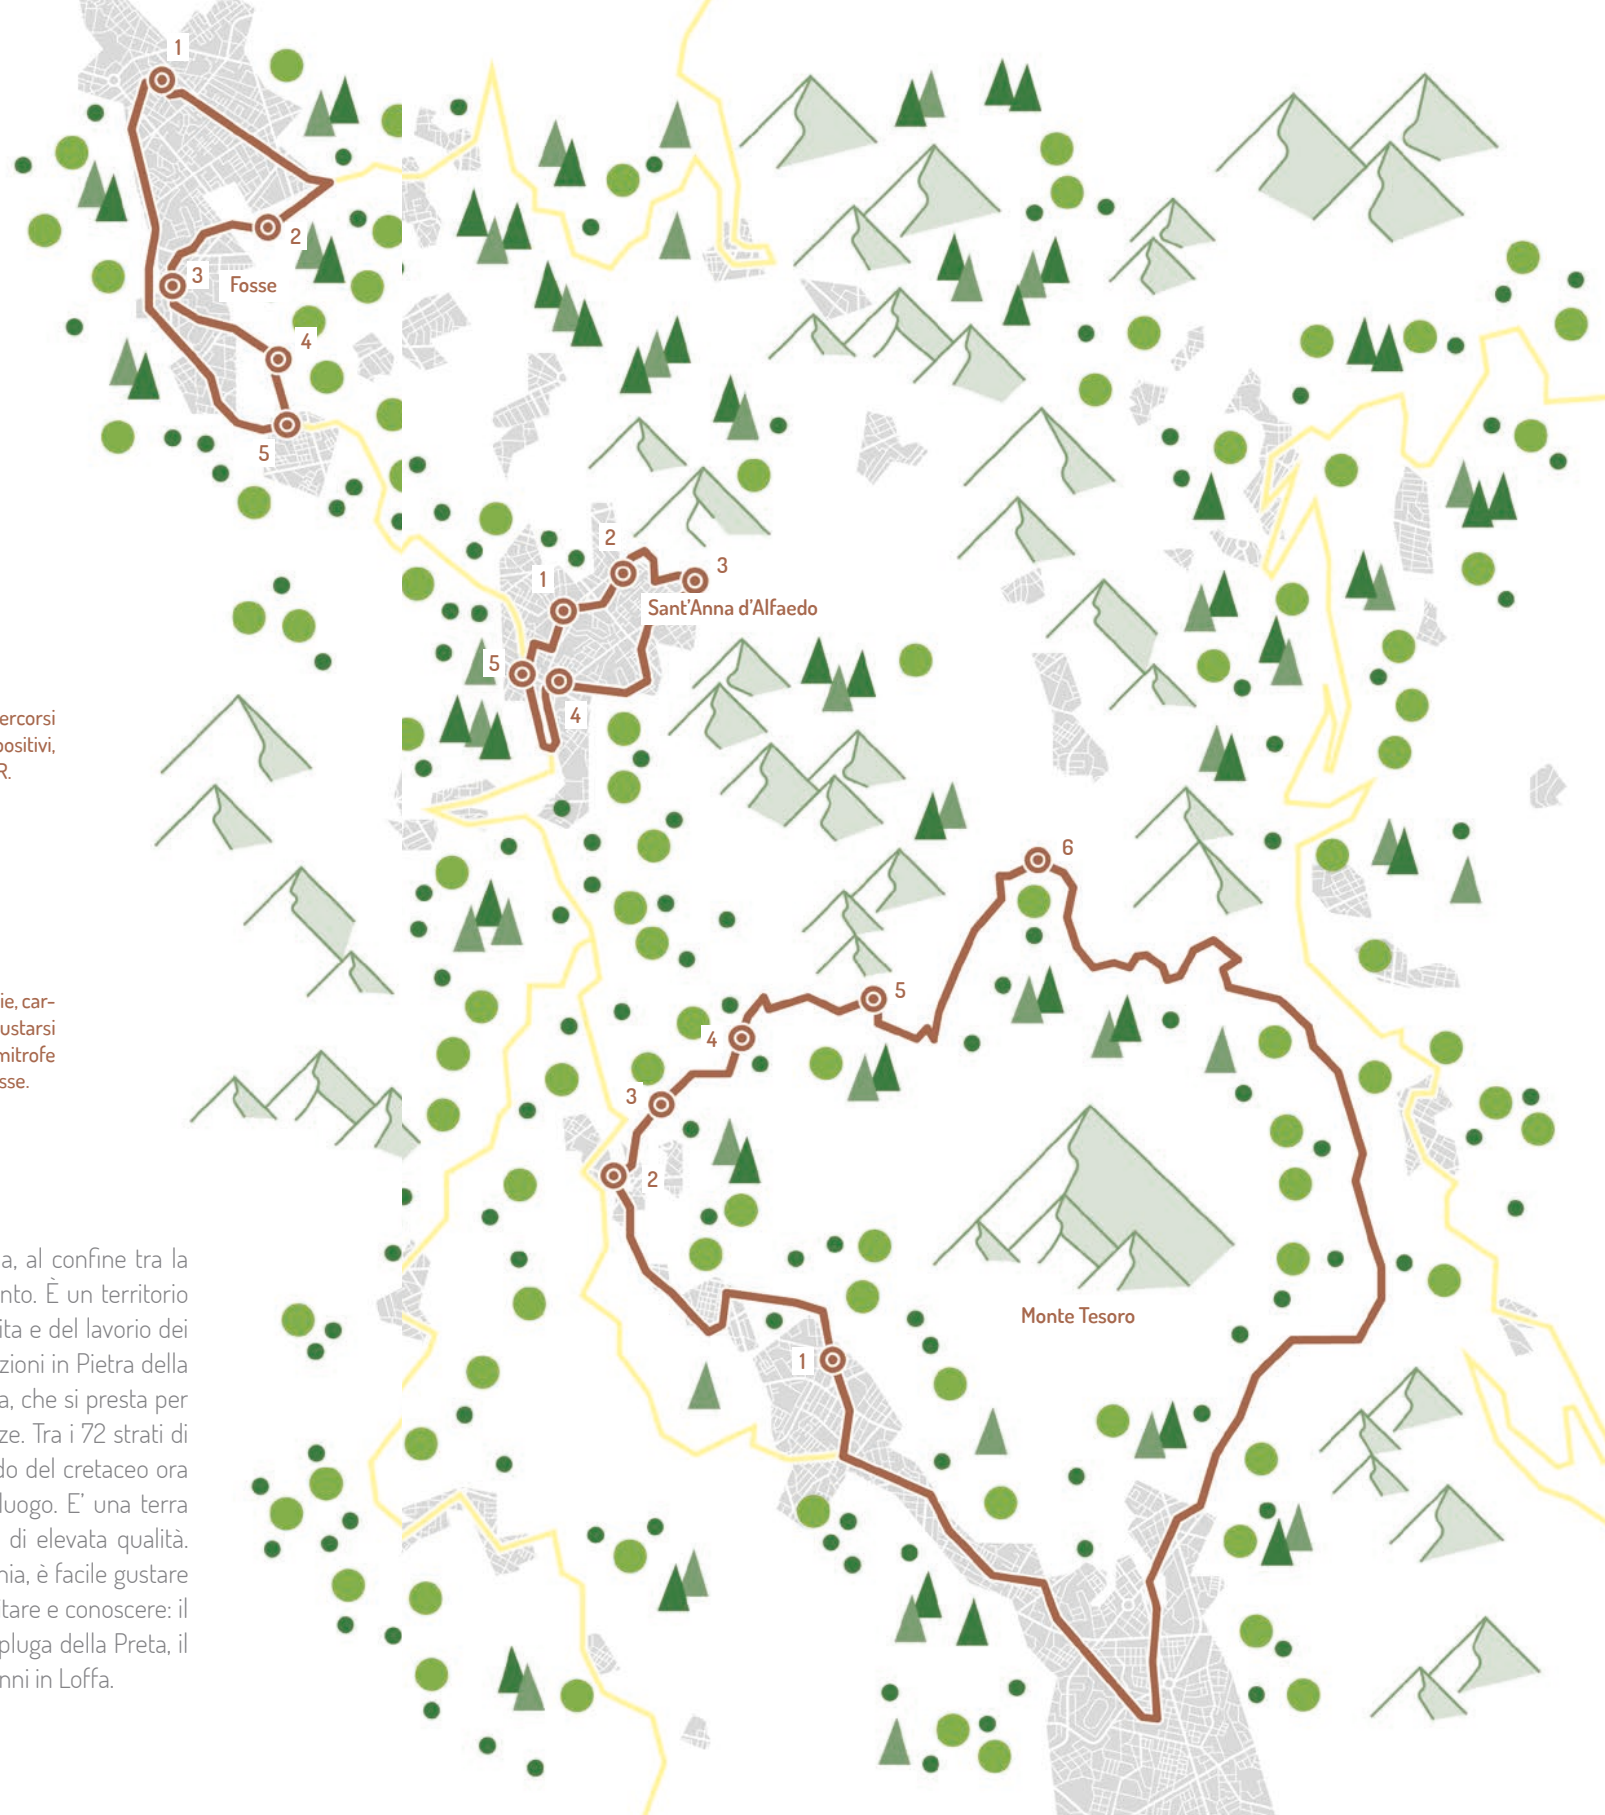 1
2
3
Fosse
4
5
2
3
1
Sant'Anna d'Alfaedo
5
4
ercorsi
positivi,
R.
6
5
4
3
2
1
Monte Tesoro
ie, car-
ustarsi
mitrofe
sse.
a, al confine tra la
nto. È un territorio
ita e del lavorio dei
zioni in Pietra della
a, che si presta per
ze. Tra i 72 strati di
do del cretaceo ora
luogo. E' una terra
di elevata qualità.
nia, è facile gustare
tare e conoscere: il
pluga della Preta, il
nni in Loffa.